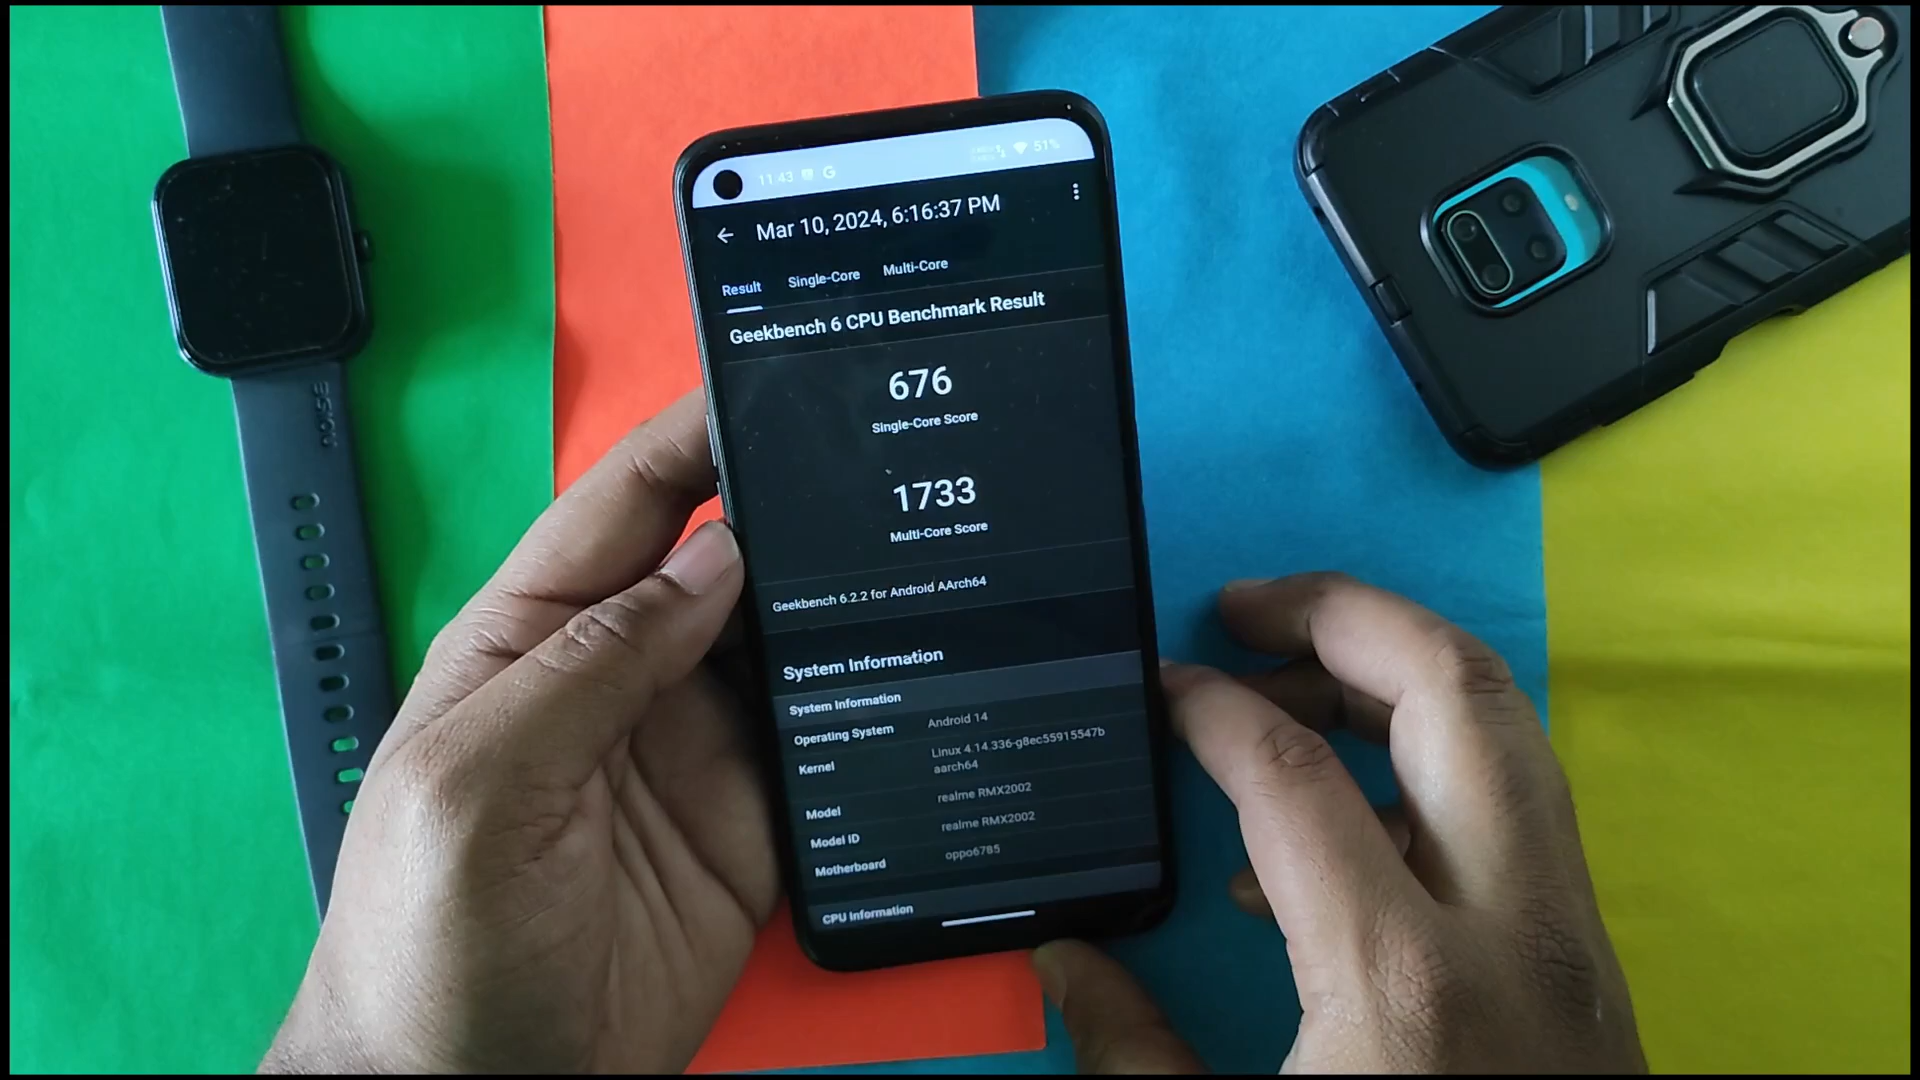 11:43 G 51%
Mar 10, 2024, 6:16:37 PM
Result Single-Core Multi-Core
Geekbench 6 CPU Benchmark Result
676
Single-Core Score
1733
Multi-Core Score
Geekbench 6.2.2 for Android AArch64
System Information
System Information
Operating System Android 14
Kernel Linux 4.14.336-g8ec55915547b
aarch64
Model realme RMX2002
Model ID realme RMX2002
Motherboard oppo6785
CPU Information
NOISE